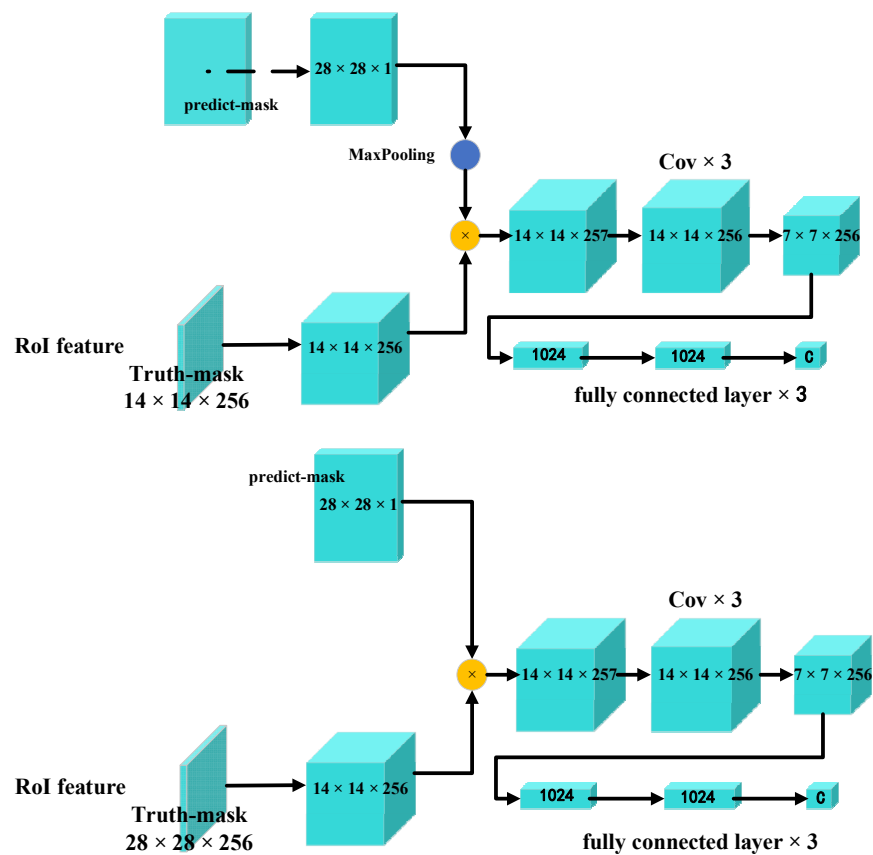 28 × 28 × 1
predict-mask
MaxPooling
Cov × 3
×
14 × 14 × 257
14 × 14 × 256
7 × 7 × 256
RoI feature
14 × 14 × 256
Truth-mask
14 × 14 × 256
1024
1024
C
fully connected layer × 3
predict-mask
28 × 28 × 1
Cov × 3
×
14 × 14 × 257
14 × 14 × 256
7 × 7 × 256
RoI feature
14 × 14 × 256
Truth-mask
28 × 28 × 256
1024
1024
C
fully connected layer × 3